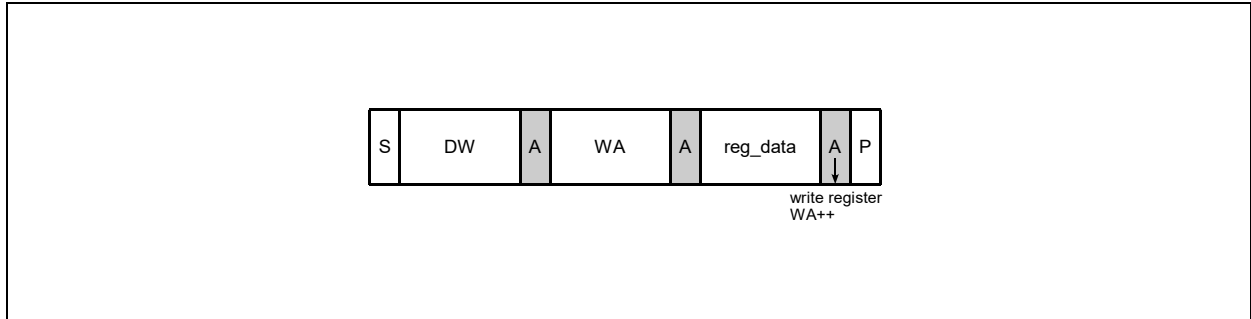 S DW A WA A reg_data A P
write register
WA++